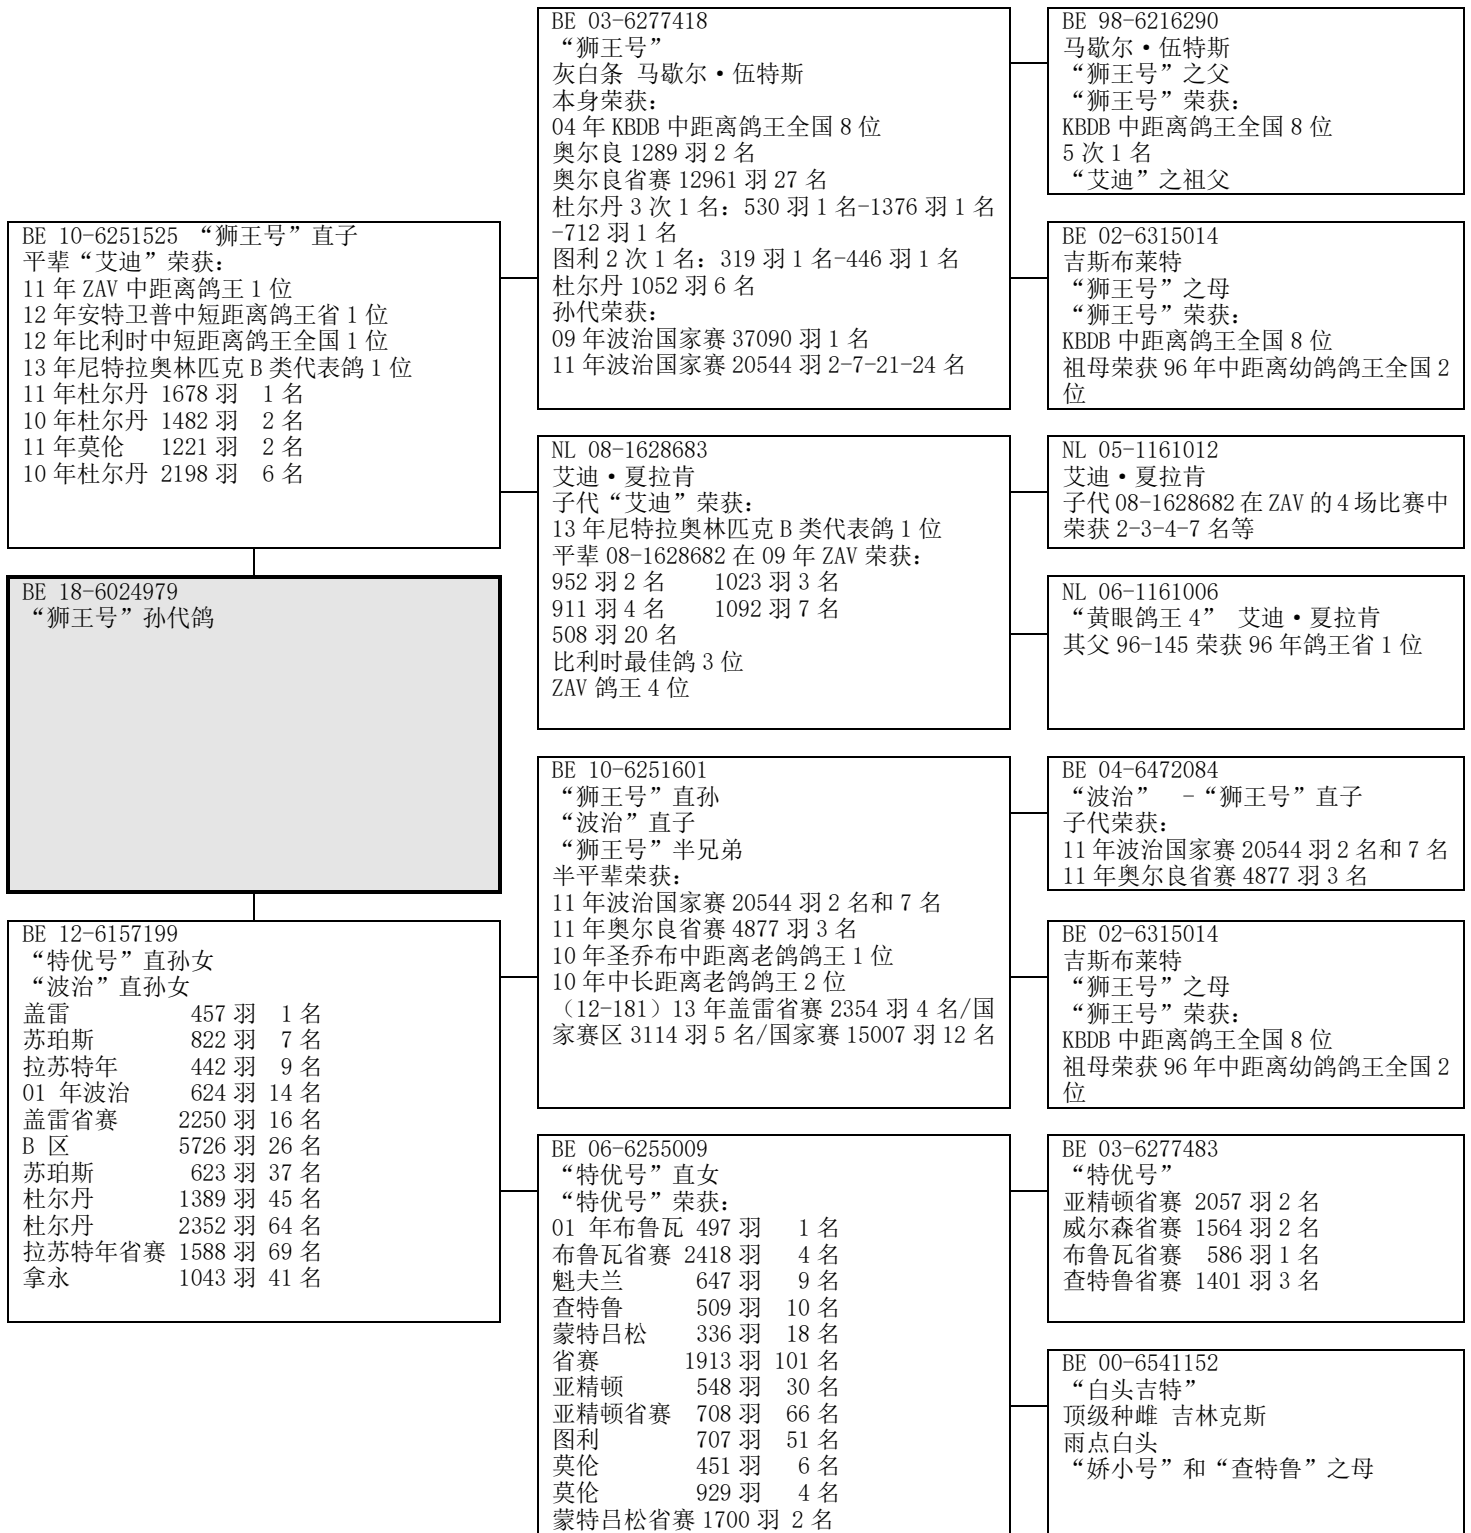 BE 10-6251525 “狮王号”直子
平辈“艾迪”荣获：
11 年 ZAV 中距离鸽王 1 位
12 年安特卫普中短距离鸽王省 1 位
12 年比利时中短距离鸽王全国 1 位
13 年尼特拉奥林匹克 B 类代表鸽 1 位
11 年杜尔丹 1678 羽 1 名
10 年杜尔丹 1482 羽 2 名
11 年莫伦 1221 羽 2 名
10 年杜尔丹 2198 羽 6 名
BE 18-6024979
“狮王号”孙代鸽
BE 12-6157199
“特优号”直孙女
“波治”直孙女
盖雷 457 羽 1 名
苏珀斯 822 羽 7 名
拉苏特年 442 羽 9 名
01 年波治 624 羽 14 名
盖雷省赛 2250 羽 16 名
B 区 5726 羽 26 名
苏珀斯 623 羽 37 名
杜尔丹 1389 羽 45 名
杜尔丹 2352 羽 64 名
拉苏特年省赛 1588 羽 69 名
拿永 1043 羽 41 名
BE 03-6277418
“狮王号”
灰白条 马歇尔·伍特斯
本身荣获：
04 年 KBDB 中距离鸽王全国 8 位
奥尔良 1289 羽 2 名
奥尔良省赛 12961 羽 27 名
杜尔丹 3 次 1 名：530 羽 1 名-1376 羽 1 名
-712 羽 1 名
图利 2 次 1 名：319 羽 1 名-446 羽 1 名
杜尔丹 1052 羽 6 名
孙代荣获：
09 年波治国家赛 37090 羽 1 名
11 年波治国家赛 20544 羽 2-7-21-24 名
NL 08-1628683
艾迪·夏拉肯
子代“艾迪”荣获：
13 年尼特拉奥林匹克 B 类代表鸽 1 位
平辈 08-1628682 在 09 年 ZAV 荣获：
952 羽 2 名 1023 羽 3 名
911 羽 4 名 1092 羽 7 名
508 羽 20 名
比利时最佳鸽 3 位
ZAV 鸽王 4 位
BE 10-6251601
“狮王号”直孙
“波治”直子
“狮王号”半兄弟
半平辈荣获：
11 年波治国家赛 20544 羽 2 名和 7 名
11 年奥尔良省赛 4877 羽 3 名
10 年圣乔布中距离老鸽鸽王 1 位
10 年中长距离老鸽鸽王 2 位
（12-181）13 年盖雷省赛 2354 羽 4 名/国
家赛区 3114 羽 5 名/国家赛 15007 羽 12 名
BE 06-6255009
“特优号”直女
“特优号”荣获：
01 年布鲁瓦 497 羽 1 名
布鲁瓦省赛 2418 羽 4 名
魁夫兰 647 羽 9 名
查特鲁 509 羽 10 名
蒙特吕松 336 羽 18 名
省赛 1913 羽 101 名
亚精顿 548 羽 30 名
亚精顿省赛 708 羽 66 名
图利 707 羽 51 名
莫伦 451 羽 6 名
莫伦 929 羽 4 名
蒙特吕松省赛 1700 羽 2 名
BE 98-6216290
马歇尔·伍特斯
“狮王号”之父
“狮王号”荣获：
KBDB 中距离鸽王全国 8 位
5 次 1 名
“艾迪”之祖父
BE 02-6315014
吉斯布莱特
“狮王号”之母
“狮王号”荣获：
KBDB 中距离鸽王全国 8 位
祖母荣获 96 年中距离幼鸽鸽王全国 2
位
NL 05-1161012
艾迪·夏拉肯
子代 08-1628682 在 ZAV 的 4 场比赛中
荣获 2-3-4-7 名等
NL 06-1161006
“黄眼鸽王 4” 艾迪·夏拉肯
其父 96-145 荣获 96 年鸽王省 1 位
BE 04-6472084
“波治” -“狮王号”直子
子代荣获：
11 年波治国家赛 20544 羽 2 名和 7 名
11 年奥尔良省赛 4877 羽 3 名
BE 02-6315014
吉斯布莱特
“狮王号”之母
“狮王号”荣获：
KBDB 中距离鸽王全国 8 位
祖母荣获 96 年中距离幼鸽鸽王全国 2
位
BE 03-6277483
“特优号”
亚精顿省赛 2057 羽 2 名
威尔森省赛 1564 羽 2 名
布鲁瓦省赛 586 羽 1 名
查特鲁省赛 1401 羽 3 名
BE 00-6541152
“白头吉特”
顶级种雌 吉林克斯
雨点白头
“娇小号”和“查特鲁”之母